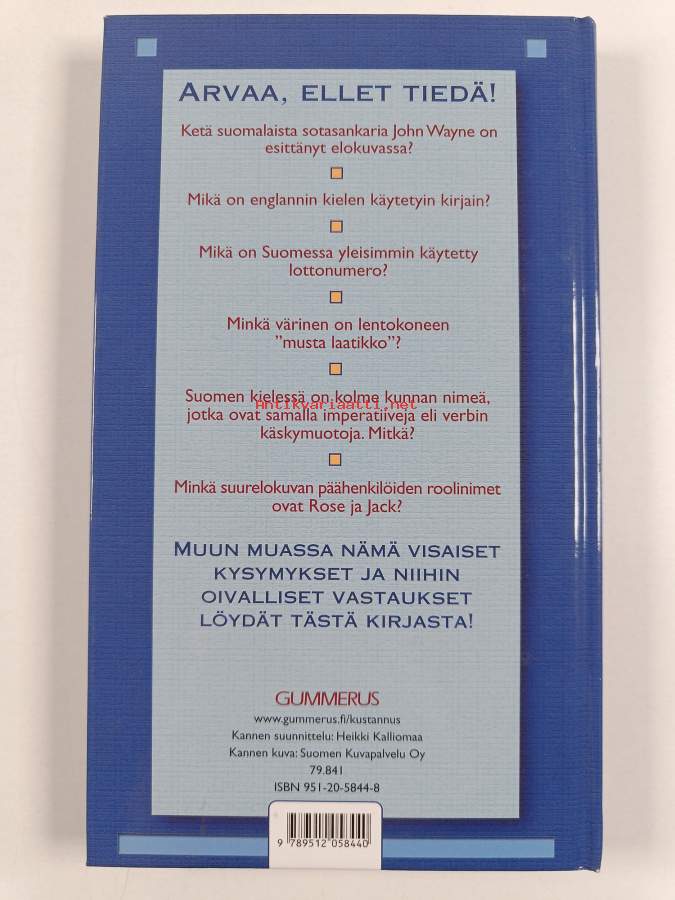 ARVAA, ELLET TIEDÄ!
Ketä suomalaista sotasankaria John Wayne on
esittänyt elokuvassa?
Mikä on englannin kielen käytetyin kirjain?
Mikä on Suomessa yleisimmin käytetty
lottonumero?
Minkä värinen on lentokoneen
"musta laatikko"?
Suomen kielessä on kolme kunnan nimeä,
Antikvariaatti.net
jotka ovat samalla imperatiiveja eli verbin
käskymuotoja. Mitkä?
Minkä suurelokuvan päähenkilöiden roolinimet
ovat Rose ja Jack?
MUUN MUASSA NÄMÄ VISAISET
KYSYMYKSET JA NIIHIN
OIVALLISET VASTAUKSET
LÖYDÄT TÄSTÄ KIRJASTA!
GUMMERUS
www.gummerus.fi/kustannus
Kannen suunnittelu: Heikki Kalliomaa
Kannen kuva: Suomen Kuvapalvelu Oy
79.841
ISBN 951-20-5844-8
9 789512 058440